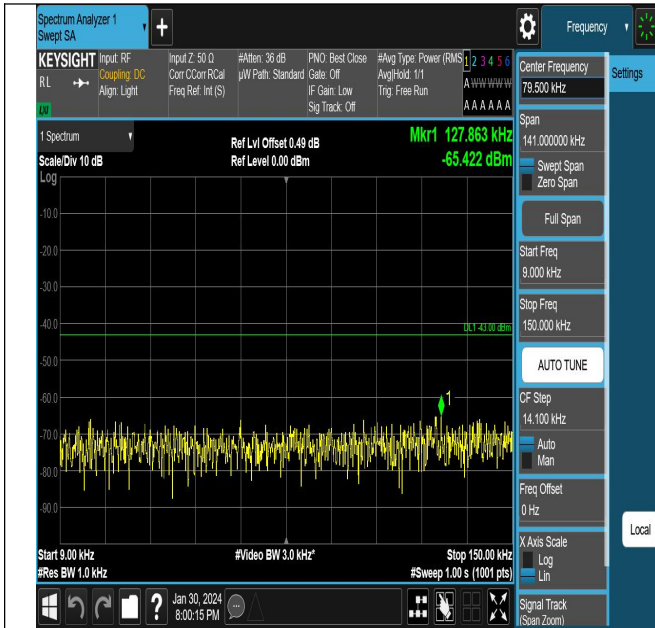 Spectrum Analyzer 1
Swept SA
+
Frequency
KEYSIGHT
RL
LXI
Input: RF
Coupling: DC
Align: Light
Input Z: 50 Ω
Corr CCorr RCal
Freq Ref: Int (S)
#Atten: 36 dB
µW Path: Standard
PNO: Best Close
Gate: Off
IF Gain: Low
Sig Track: Off
#Avg Type: Power (RMS
Avg|Hold: 1/1
Trig: Free Run
1 2 3 4 5 6
A W W W W W
A A A A A A
1 Spectrum
Scale/Div 10 dB
Log
Ref Lvl Offset 0.49 dB
Ref Level 0.00 dBm
Mkr1 127.863 kHz
-65.422 dBm
-10.0
-20.0
-30.0
-40.0
DL1 -43.00 dBm
-50.0
-60.0
1
-70.0
-80.0
-90.0
Start 9.00 kHz
#Res BW 1.0 kHz
#Video BW 3.0 kHz*
Stop 150.00 kHz
#Sweep 1.00 s (1001 pts)
Center Frequency
79.500 kHz
Settings
Span
141.000000 kHz
Swept Span
Zero Span
Full Span
Start Freq
9.000 kHz
Stop Freq
150.000 kHz
AUTO TUNE
CF Step
14.100 kHz
Auto
Man
Freq Offset
0 Hz
Local
X Axis Scale
Log
Lin
Signal Track
(Span Zoom)
?
Jan 30, 2024
8:00:15 PM